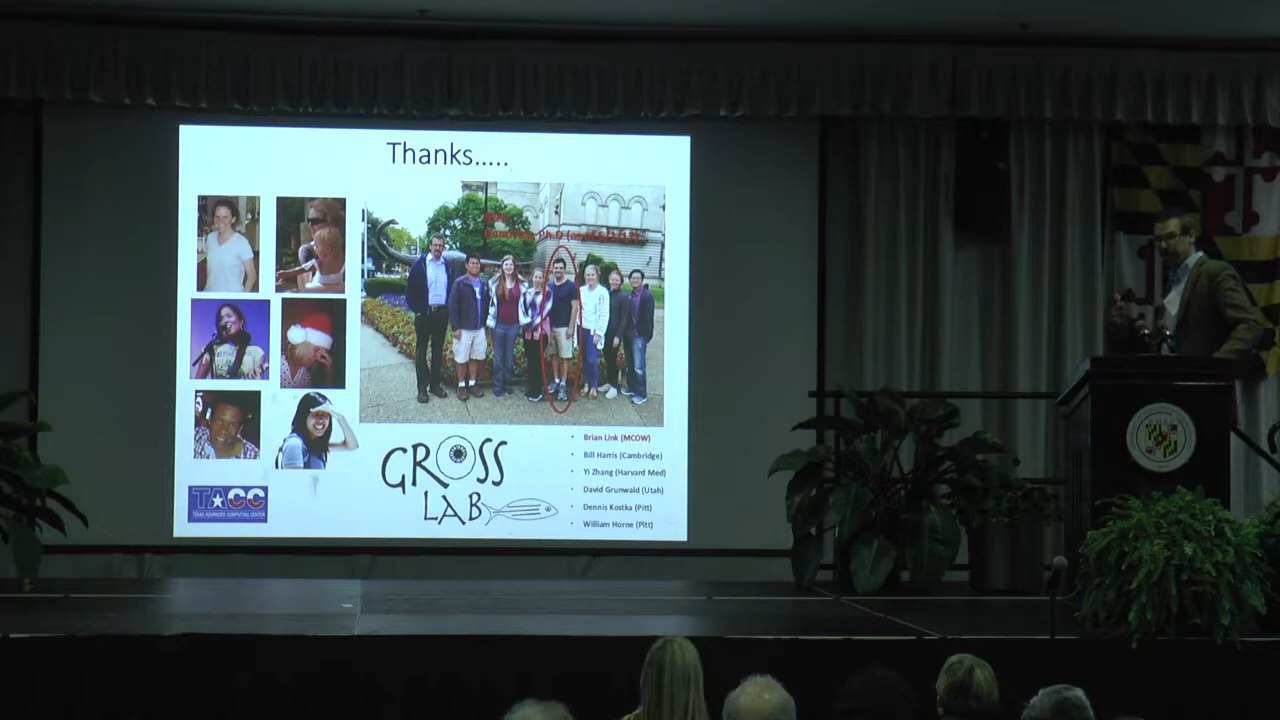 Thanks.....
Ph.D
GROSS
LAB
TACC
TEXAS ADVANCED COMPUTING CENTER
• Brian Link (MCOW)
• Bill Harris (Cambridge)
• Yi Zhang (Harvard Med)
• David Grunwald (Utah)
• Dennis Kostka (Pitt)
• William Horne (Pitt)